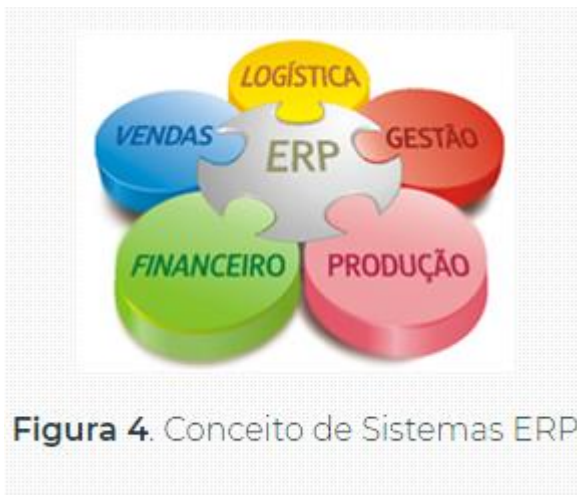 LOGÍSTICA
VENDAS
ERP
GESTÃO
FINANCEIRO
PRODUÇÃO
Figura 4. Conceito de Sistemas ERP